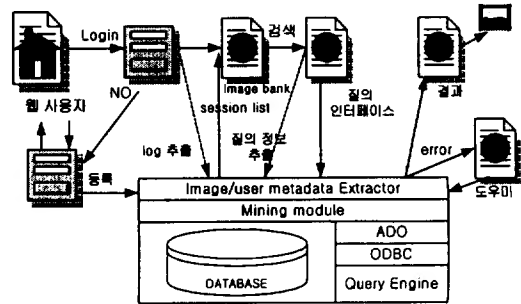 Login
검색
NO
Image bank
웹 사용자
session list
질의
인터페이스
결과
log 추출
질의 정보
추출
error
등록
도우미
Image/user metadata Extractor
Mining module
ADO
ODBC
DATABASE
Query Engine